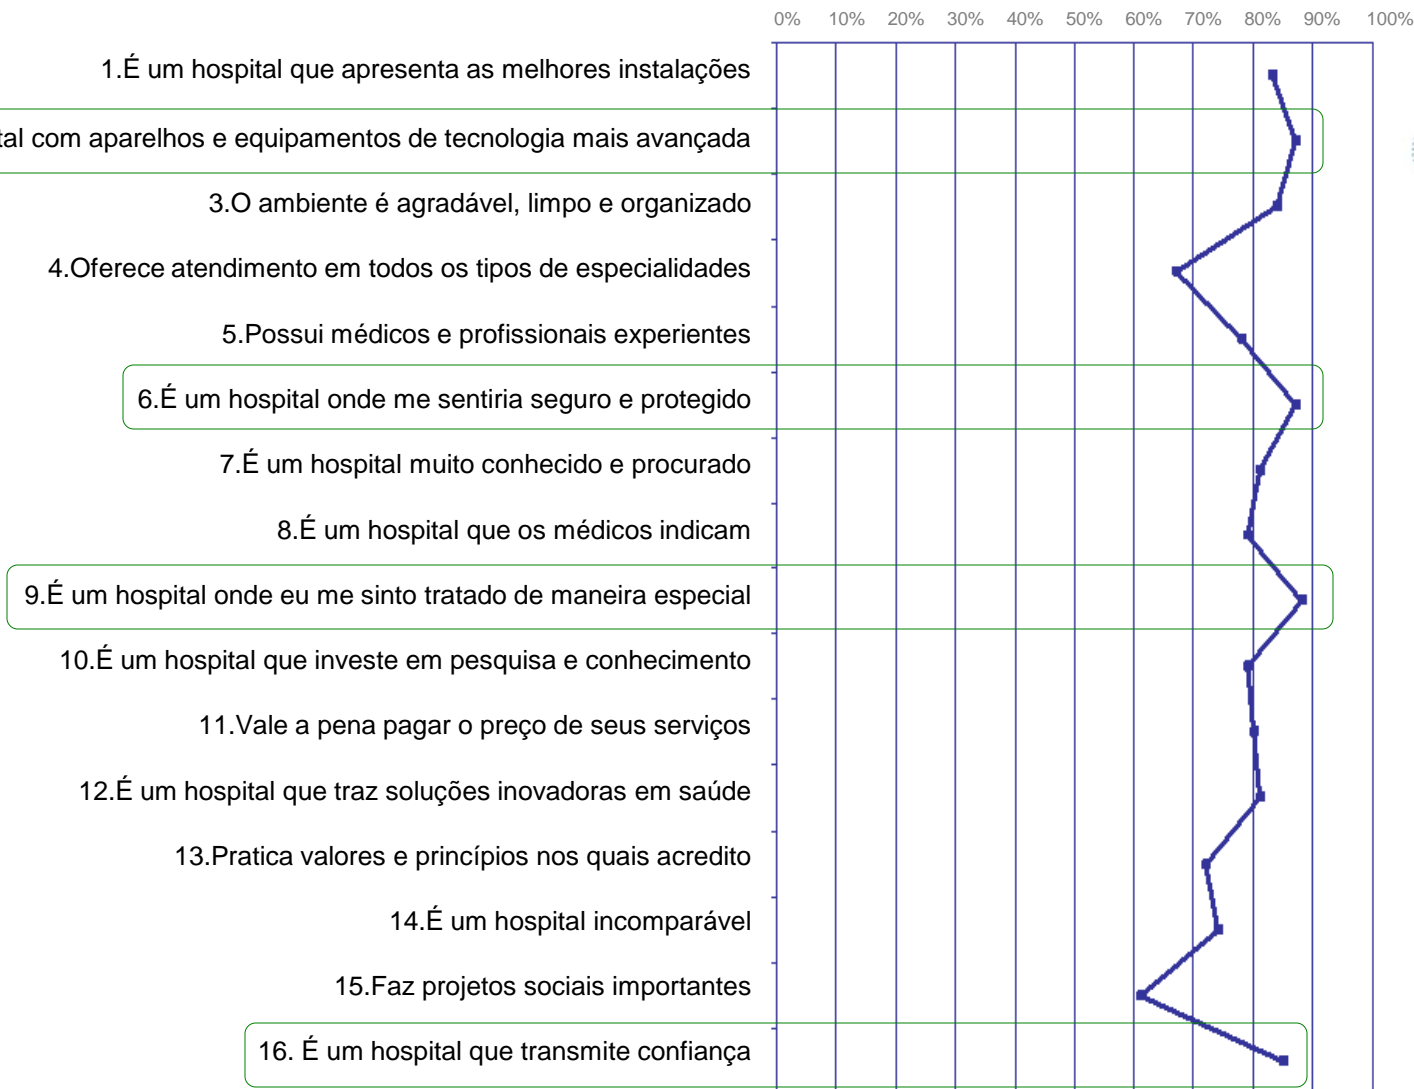 0% 10% 20% 30% 40% 50% 60% 70% 80% 90% 100%
1.É um hospital que apresenta as melhores instalações
tal com aparelhos e equipamentos de tecnologia mais avançada
3.O ambiente é agradável, limpo e organizado
4.Oferece atendimento em todos os tipos de especialidades
5.Possui médicos e profissionais experientes
6.É um hospital onde me sentiria seguro e protegido
7.É um hospital muito conhecido e procurado
8.É um hospital que os médicos indicam
9.É um hospital onde eu me sinto tratado de maneira especial
10.É um hospital que investe em pesquisa e conhecimento
11.Vale a pena pagar o preço de seus serviços
12.É um hospital que traz soluções inovadoras em saúde
13.Pratica valores e princípios nos quais acredito
14.É um hospital incomparável
15.Faz projetos sociais importantes
16. É um hospital que transmite confiança